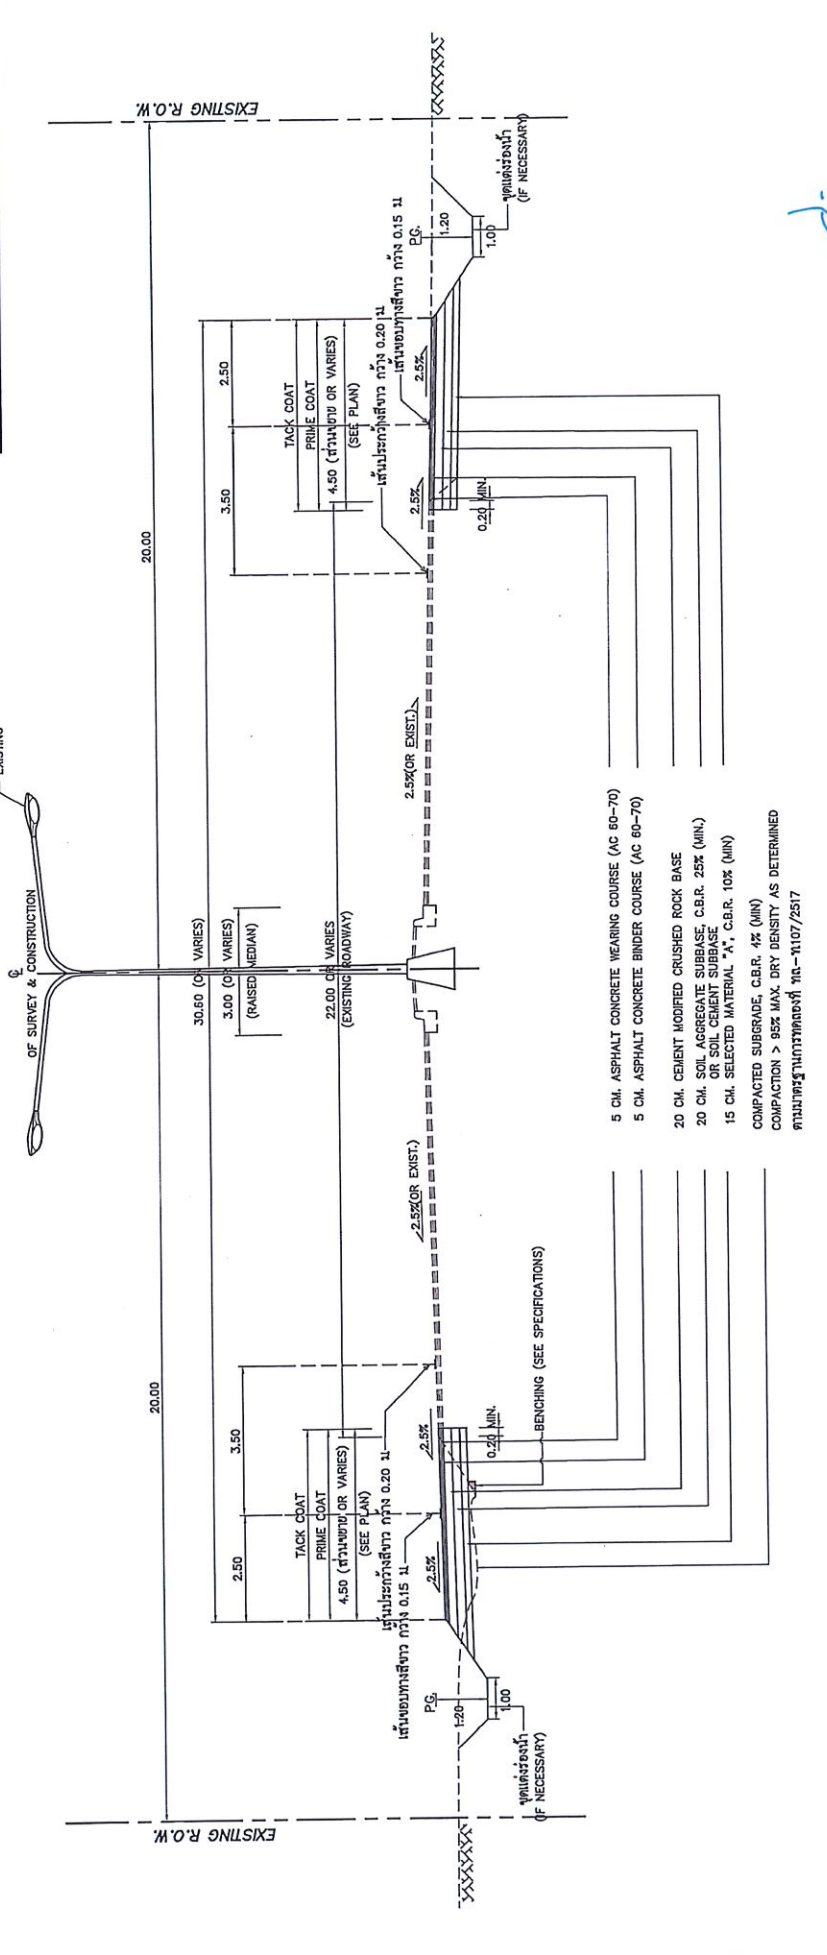 EXISTING
℄
OF SURVEY & CONSTRUCTION
EXISTING R.O.W.
EXISTING R.O.W.
20.00
20.00
30.60 (OR VARIES)
3.00 (OR VARIES)
(RAISED MEDIAN)
22.00 OR VARIES
(EXISTING ROADWAY)
2.50
3.50
TACK COAT
PRIME COAT
4.50 (ส่วนขยาย OR VARIES)
(SEE PLAN)
เส้นประกว้างสีขาว กว้าง 0.20 ม
เส้นขอบทางสีขาว กว้าง 0.15 ม
P.G.
1.20
1.00
ขุดแต่งร่องน้ำ
(IF NECESSARY)
2.5%
2.5%
0.20 MIN.
BENCHING (SEE SPECIFICATIONS)
2.5%(OR EXIST.)
2.5%(OR EXIST.)
3.50
2.50
TACK COAT
PRIME COAT
4.50 (ส่วนขยาย OR VARIES)
(SEE PLAN)
เส้นประกว้างสีขาว กว้าง 0.20 ม
เส้นขอบทางสีขาว กว้าง 0.15 ม
2.5%
2.5%
0.20 MIN.
P.G.
1.20
1.00
ขุดแต่งร่องน้ำ
(IF NECESSARY)
5 CM. ASPHALT CONCRETE WEARING COURSE (AC 60-70)
5 CM. ASPHALT CONCRETE BINDER COURSE (AC 60-70)
20 CM. CEMENT MODIFIED CRUSHED ROCK BASE
20 CM. SOIL AGGREGATE SUBBASE, C.B.R. 25% (MIN.)
OR SOIL CEMENT SUBBASE
15 CM. SELECTED MATERIAL "A", C.B.R. 10% (MIN)
COMPACTED SUBGRADE, C.B.R. 4% (MIN)
COMPACTION > 95% MAX. DRY DENSITY AS DETERMINED
ตามมาตรฐานการทดลองที่ ทล-ท107/2517